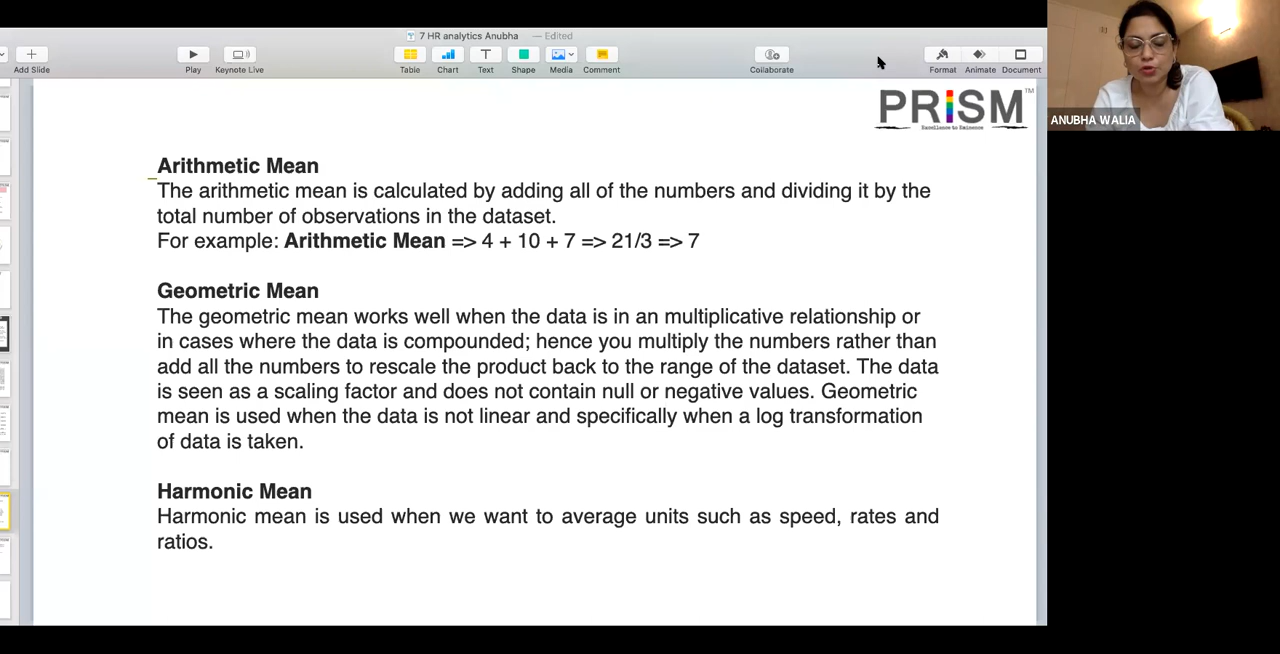 7 HR analytics Anubha — Edited
Add Slide
Play
Keynote Live
Table
Chart
Text
Shape
Media
Comment
Collaborate
Format
Animate
Document
PRISM™
Excellence to Eminence
ANUBHA WALIA
Arithmetic Mean
The arithmetic mean is calculated by adding all of the numbers and dividing it by the
total number of observations in the dataset.
For example: Arithmetic Mean => 4 + 10 + 7 => 21/3 => 7
Geometric Mean
The geometric mean works well when the data is in an multiplicative relationship or
in cases where the data is compounded; hence you multiply the numbers rather than
add all the numbers to rescale the product back to the range of the dataset. The data
is seen as a scaling factor and does not contain null or negative values. Geometric
mean is used when the data is not linear and specifically when a log transformation
of data is taken.
Harmonic Mean
Harmonic mean is used when we want to average units such as speed, rates and
ratios.